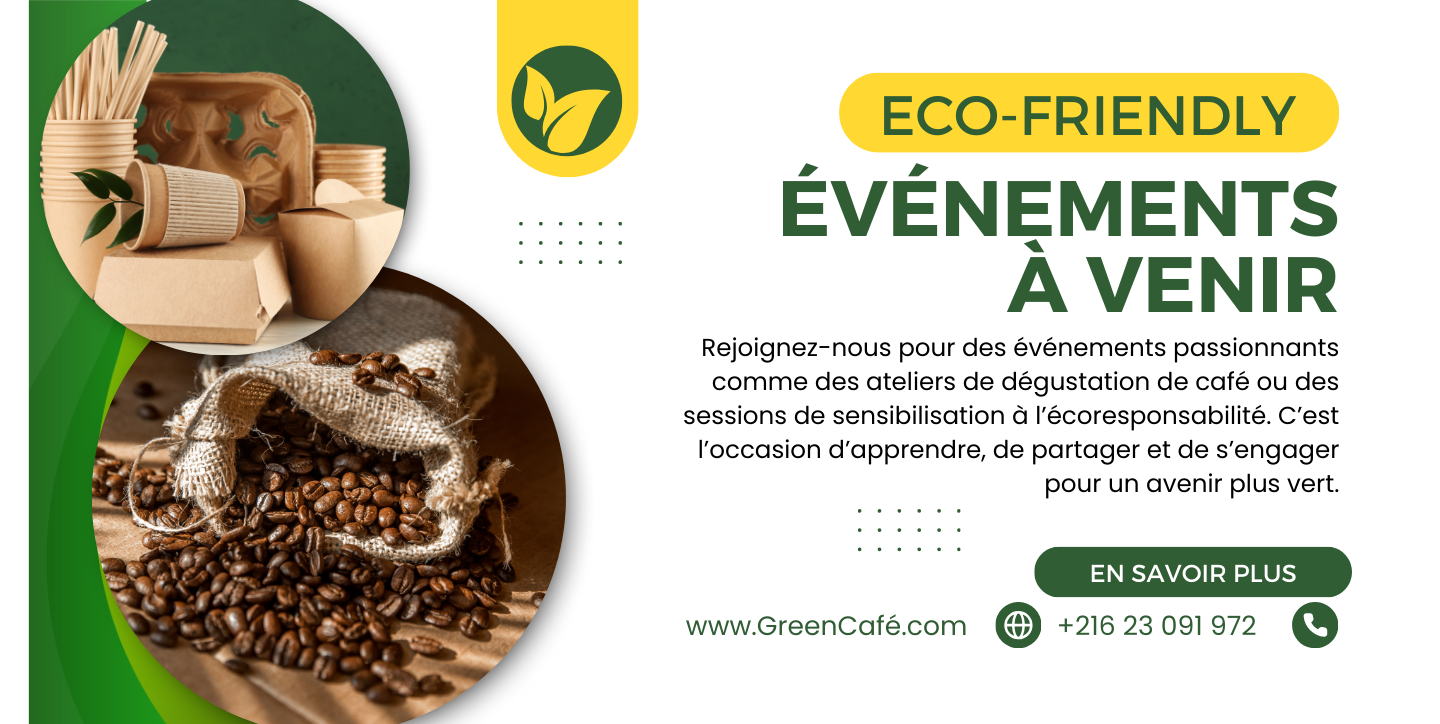 ECO-FRIENDLY
ÉVÉNEMENTS
À VENIR
Rejoignez-nous pour des événements passionnants
comme des ateliers de dégustation de café ou des
sessions de sensibilisation à l'écoresponsabilité. C'est
l'occasion d'apprendre, de partager et de s'engager
pour un avenir plus vert.
EN SAVOIR PLUS
www.GreenCafé.com +216 23 091 972